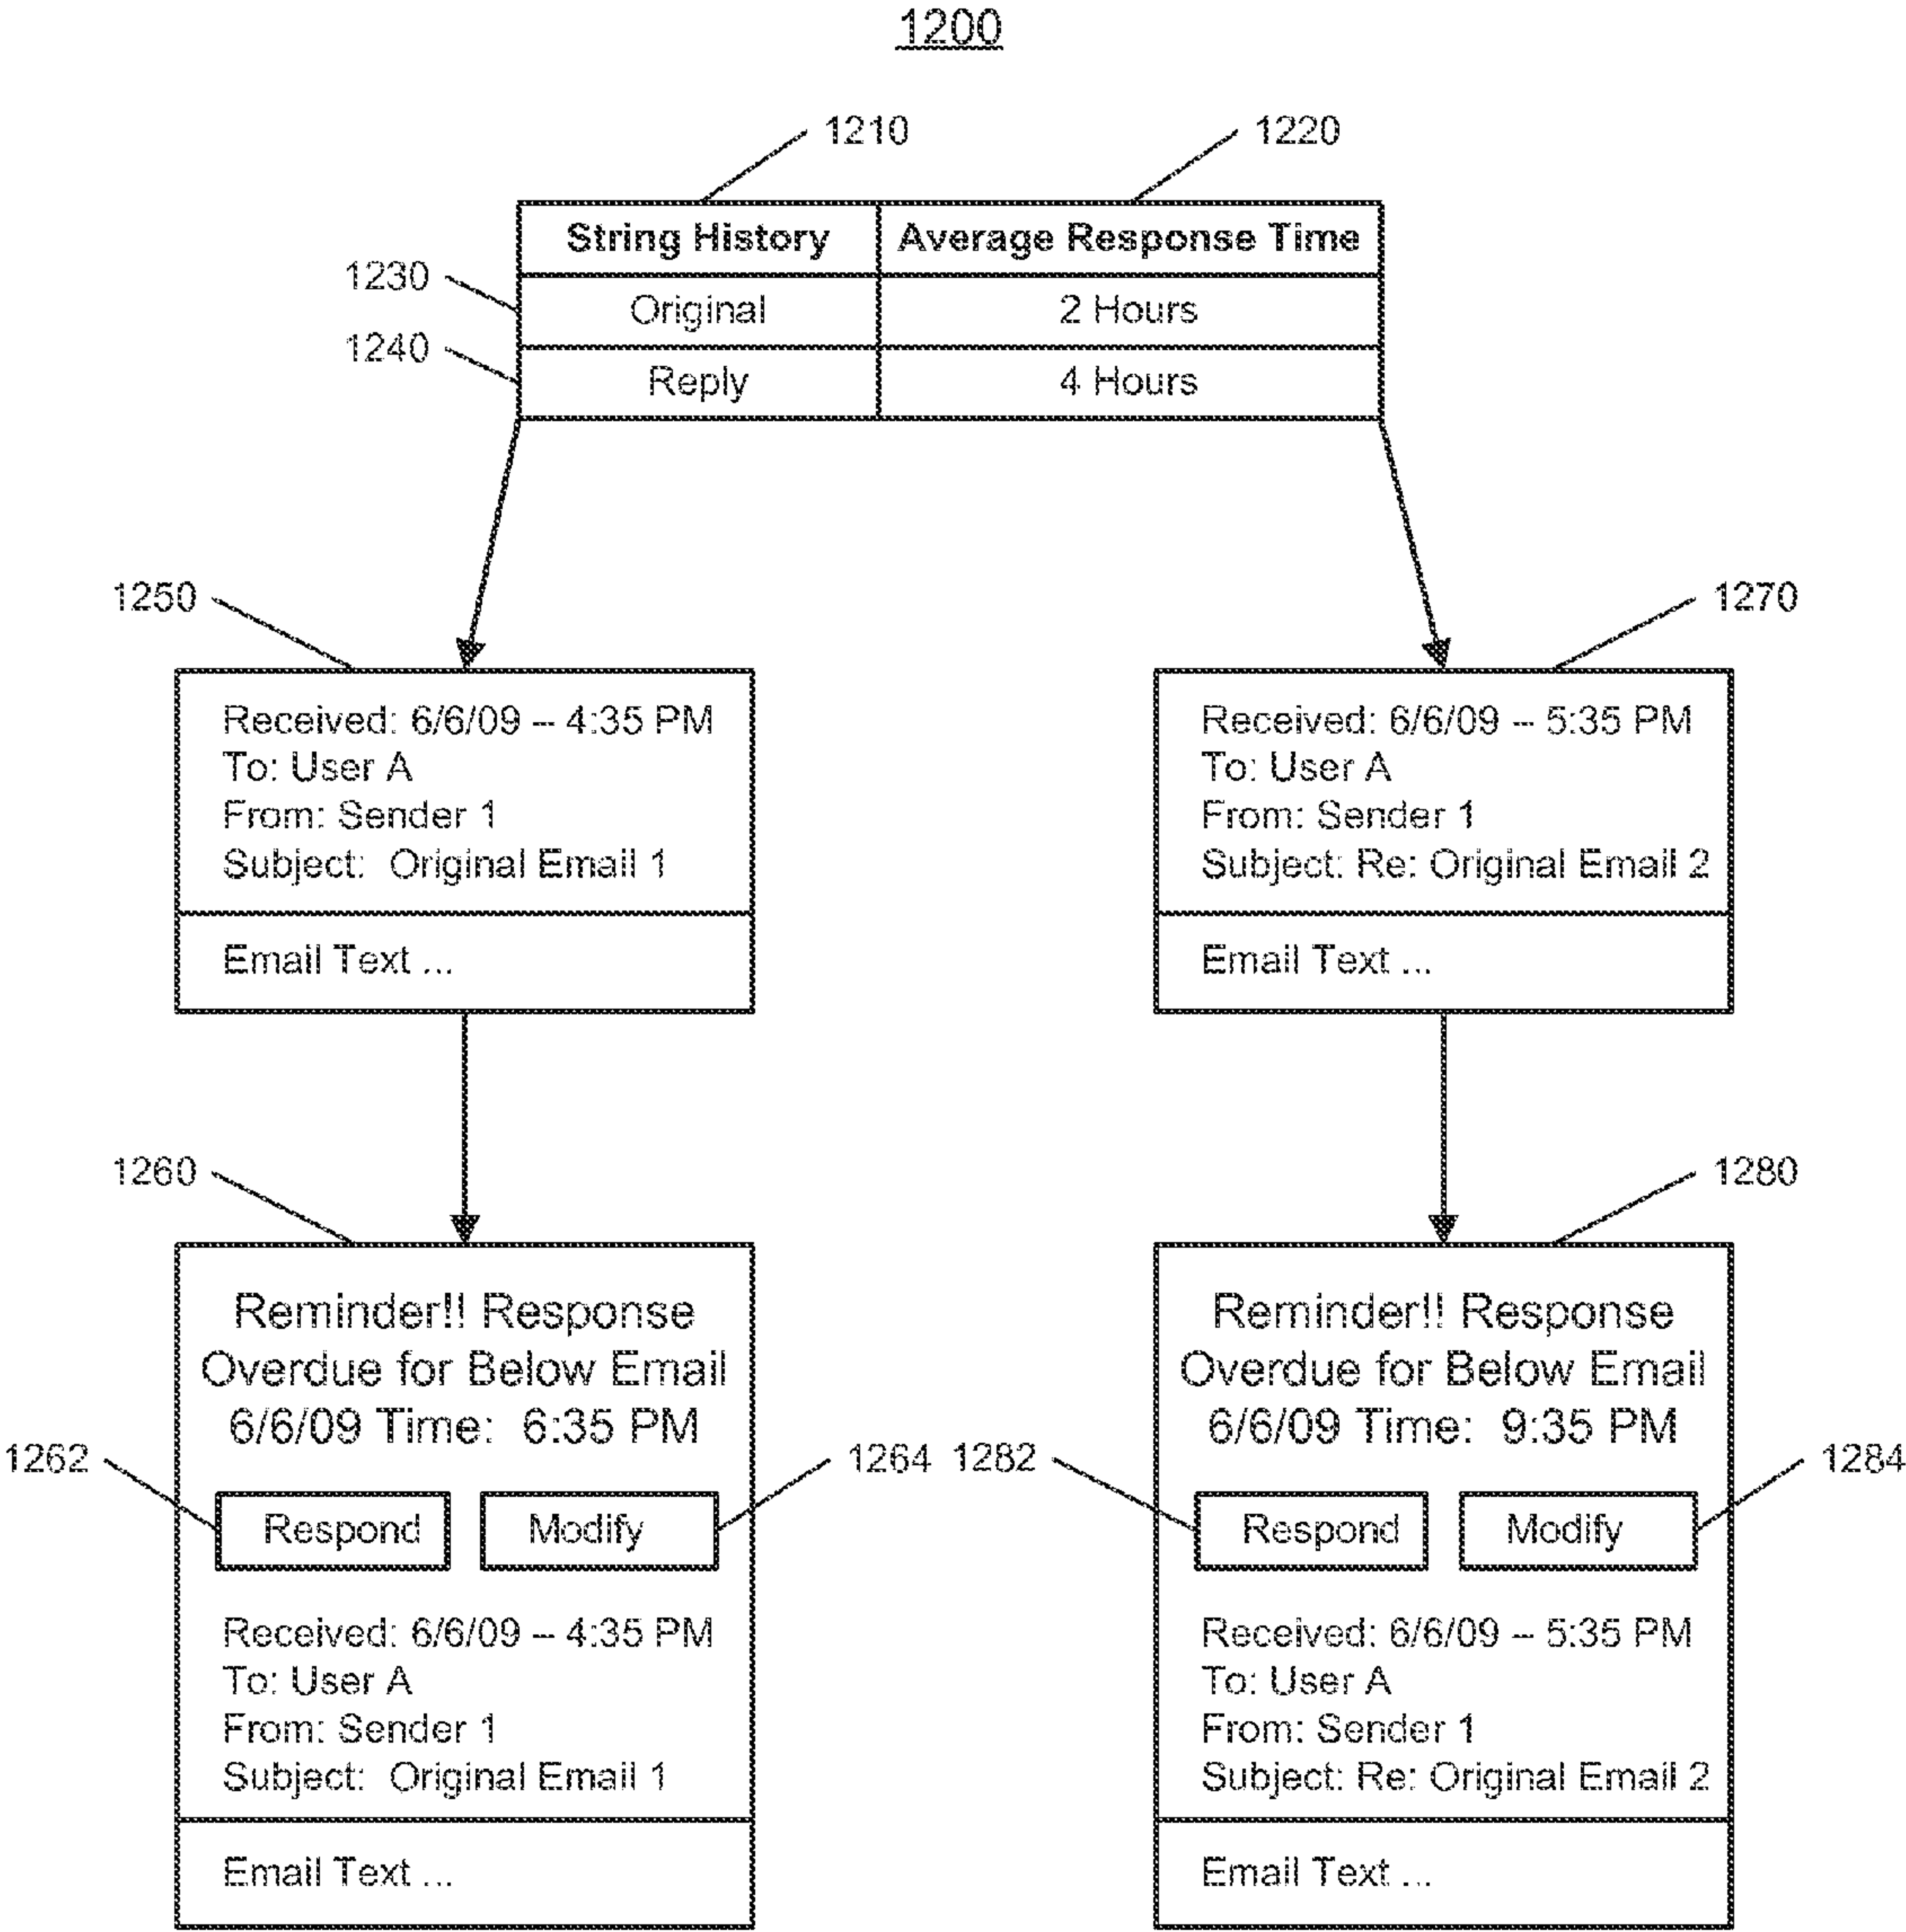 1200
1210
1220
String History
Average Response Time
1230
Original
2 Hours
1240
Reply
4 Hours
1250
Received: 6/6/09 – 4:35 PM
To: User A
From: Sender 1
Subject: Original Email 1
Email Text ...
1270
Received: 6/6/09 – 5:35 PM
To: User A
From: Sender 1
Subject: Re: Original Email 2
Email Text ...
1260
Reminder!! Response
Overdue for Below Email
6/6/09 Time: 6:35 PM
1262
Respond
Modify
1264
Received: 6/6/09 – 4:35 PM
To: User A
From: Sender 1
Subject: Original Email 1
Email Text ...
1280
Reminder!! Response
Overdue for Below Email
6/6/09 Time: 9:35 PM
1282
Respond
Modify
1284
Received: 6/6/09 – 5:35 PM
To: User A
From: Sender 1
Subject: Re: Original Email 2
Email Text ...